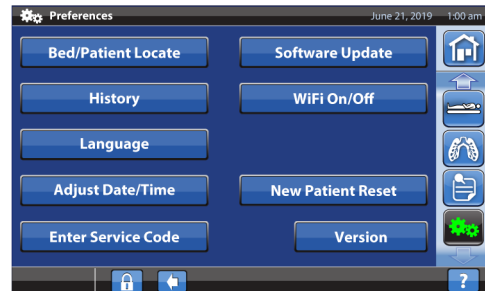 Preferences June 21, 2019 1:00 am
Bed/Patient Locate Software Update
History WiFi On/Off
Language
Adjust Date/Time New Patient Reset
Enter Service Code Version
?